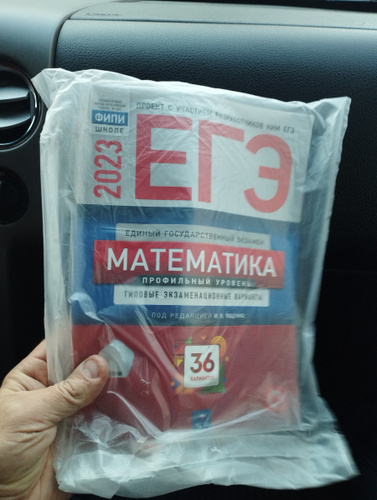 ПРОЕКТ С УЧАСТИЕМ РАЗРАБОТЧИКОВ КИМ ЕГЭ
ФИПИ
ШКОЛЕ
2023
ЕГЭ
ЕДИНЫЙ ГОСУДАРСТВЕННЫЙ ЭКЗАМЕН
МАТЕМАТИКА
ПРОФИЛЬНЫЙ УРОВЕНЬ
ТИПОВЫЕ ЭКЗАМЕНАЦИОННЫЕ ВАРИАНТЫ
ПОД РЕДАКЦИЕЙ И.В. ЯЩЕНКО
36
ВАРИАНТОВ